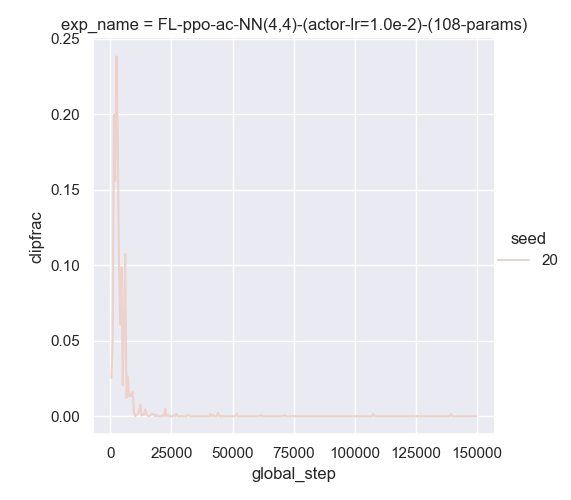 exp_name = FL-ppo-ac-NN(4,4)-(actor-lr=1.0e-2)-(108-params)
0.25
0.20
0.15
0.10
0.05
0.00
clipfrac
0 25000 50000 75000 100000 125000 150000
global_step
seed
20